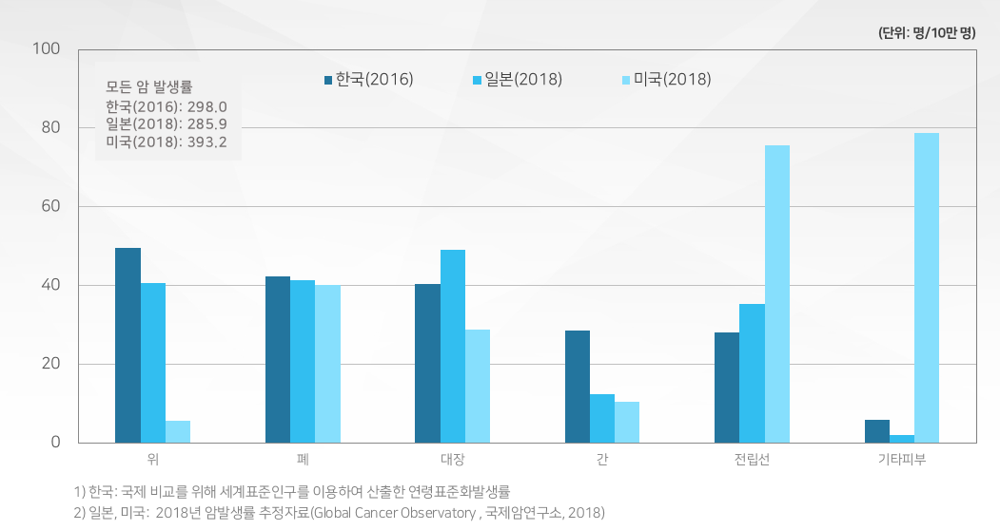 (단위: 명/10만 명)
100
80
60
40
20
0
모든 암 발생률
한국(2016): 298.0
일본(2018): 285.9
미국(2018): 393.2
한국(2016) 일본(2018) 미국(2018)
위 폐 대장 간 전립선 기타피부
1) 한국: 국제 비교를 위해 세계표준인구를 이용하여 산출한 연령표준화발생률
2) 일본, 미국: 2018년 암발생률 추정자료(Global Cancer Observatory , 국제암연구소, 2018)